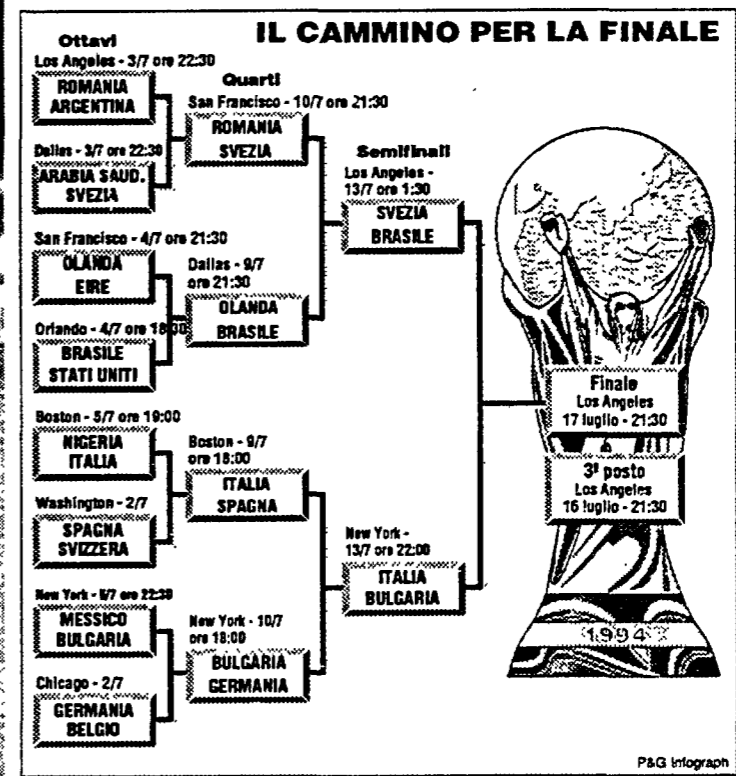 IL CAMMINO PER LA FINALE
Ottavi
Los Angeles - 3/7 ore 22:30
ROMANIA
ARGENTINA
Dallas - 3/7 ore 22:30
ARABIA SAUD.
SVEZIA
San Francisco - 4/7 ore 21:30
OLANDA
EIRE
Orlando - 4/7 ore 18:30
BRASILE
STATI UNITI
Boston - 5/7 ore 19:00
NIGERIA
ITALIA
Washington - 2/7
SPAGNA
SVIZZERA
New York - 5/7 ore 22:30
MESSICO
BULGARIA
Chicago - 2/7
GERMANIA
BELGIO
Quarti
San Francisco - 10/7 ore 21:30
ROMANIA
SVEZIA
Dallas - 9/7
ore 21:30
OLANDA
BRASILE
Boston - 9/7
ore 18:00
ITALIA
SPAGNA
New York - 10/7
ore 18:00
BULGARIA
GERMANIA
Semifinali
Los Angeles -
13/7 ore 1:30
SVEZIA
BRASILE
New York -
13/7 ore 22:00
ITALIA
BULGARIA
Finale
Los Angeles
17 luglio - 21:30
3º posto
Los Angeles
16 luglio - 21:30
1994
P&G Infograph